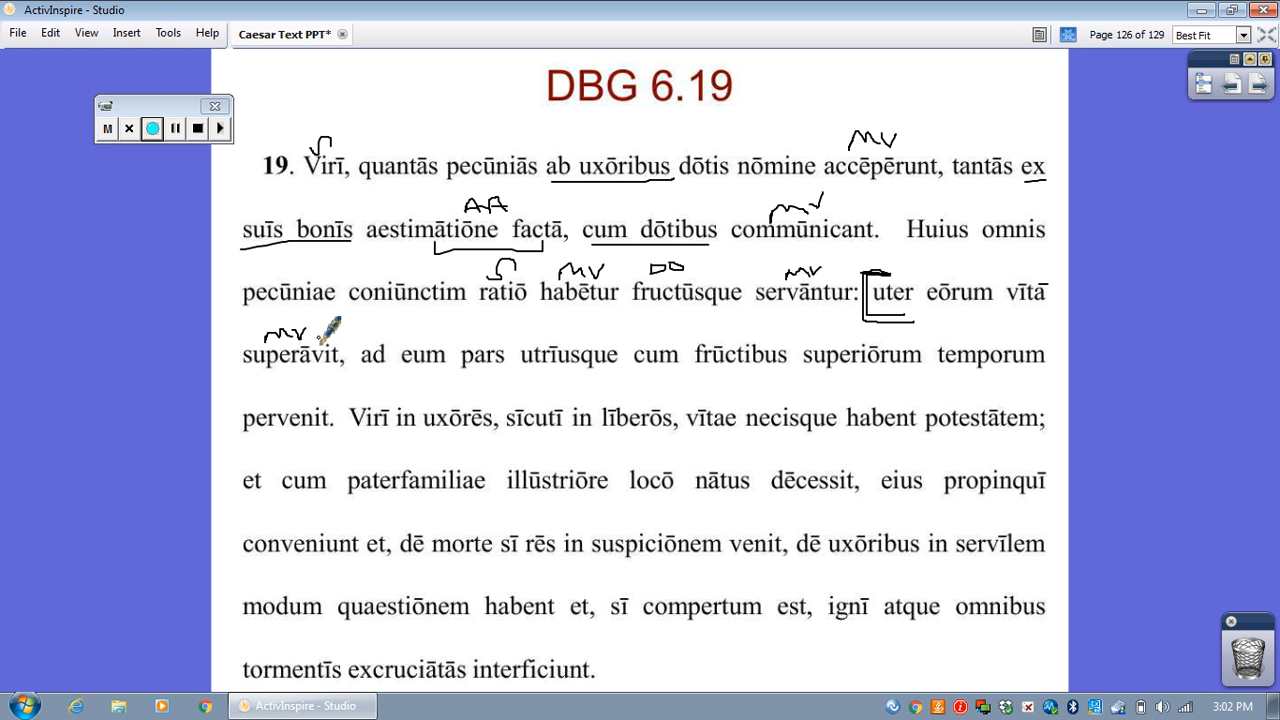 ActivInspire - Studio
File Edit View Insert Tools Help
Caesar Text PPT*
Page 126 of 129
Best Fit
DBG 6.19
M
S
MV
19. Virī, quantās pecūniās ab uxōribus dōtis nōmine accēpērunt, tantās ex
AA
MV
suīs bonīs aestimātiōne factā, cum dōtibus commūnicant. Huius omnis
S MV DO MV
pecūniae coniūnctim ratiō habētur fructūsque servāntur: uter eōrum vītā
MV
superāvit, ad eum pars utrīusque cum frūctibus superiōrum temporum
pervenit. Virī in uxōrēs, sīcutī in līberōs, vītae necisque habent potestātem;
et cum paterfamiliae illūstriōre locō nātus dēcessit, eius propinquī
conveniunt et, dē morte sī rēs in suspiciōnem venit, dē uxōribus in servīlem
modum quaestiōnem habent et, sī compertum est, ignī atque omnibus
tormentīs excruciātās interficiunt.
ActivInspire - Studio
3:02 PM